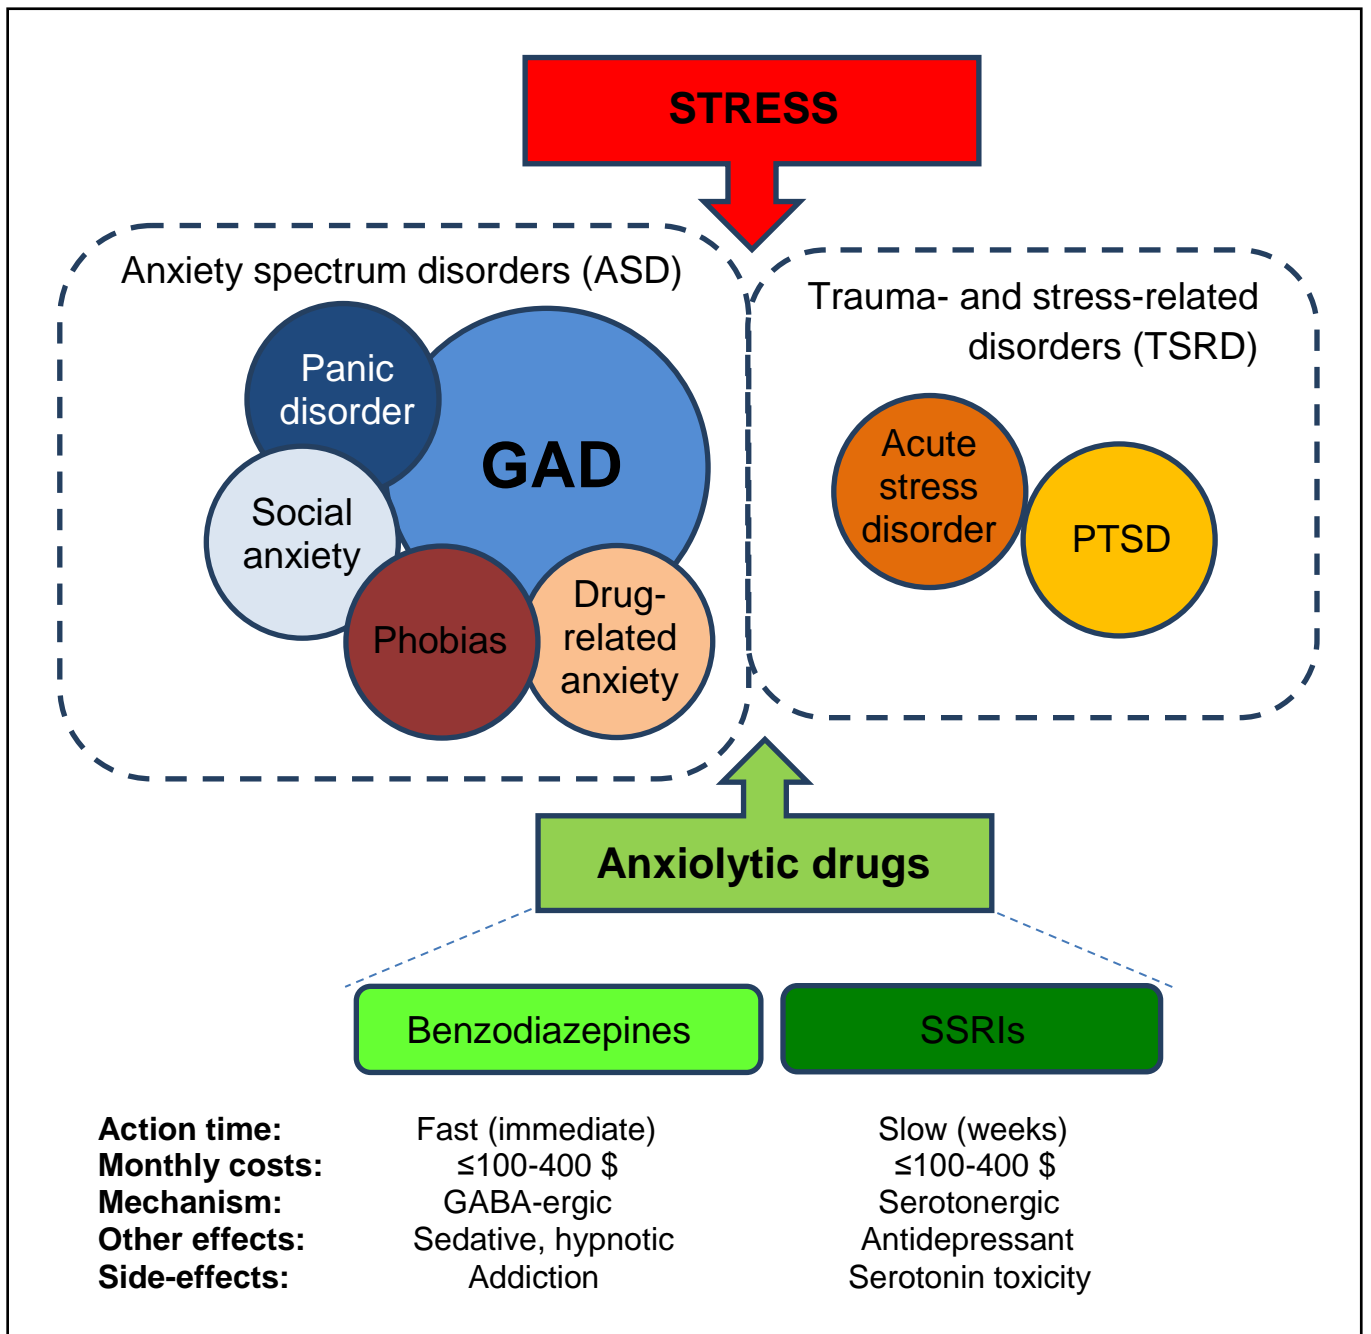 STRESS
Anxiety spectrum disorders (ASD)
Trauma- and stress-related
disorders (TSRD)
Panic
disorder
GAD
Social
anxiety
Phobias
Drug-
related
anxiety
Acute
stress
disorder
PTSD
Anxiolytic drugs
Benzodiazepines
SSRIs
Action time: Fast (immediate) Slow (weeks)
Monthly costs: ≤100-400 $ ≤100-400 $
Mechanism: GABA-ergic Serotonergic
Other effects: Sedative, hypnotic Antidepressant
Side-effects: Addiction Serotonin toxicity